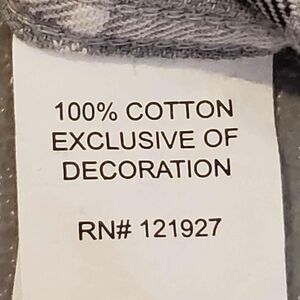 100% COTTON
EXCLUSIVE OF
DECORATION
RN# 121927